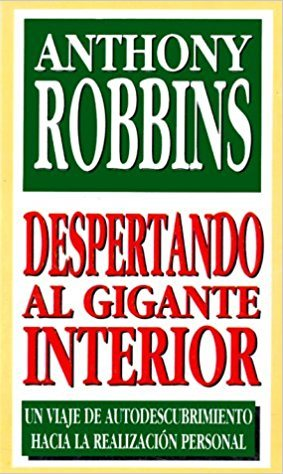 ANTHONY
ROBBINS
DESPERTANDO
AL GIGANTE
INTERIOR
UN VIAJE DE AUTODESCUBRIMIENTO
HACIA LA REALIZACIÓN PERSONAL